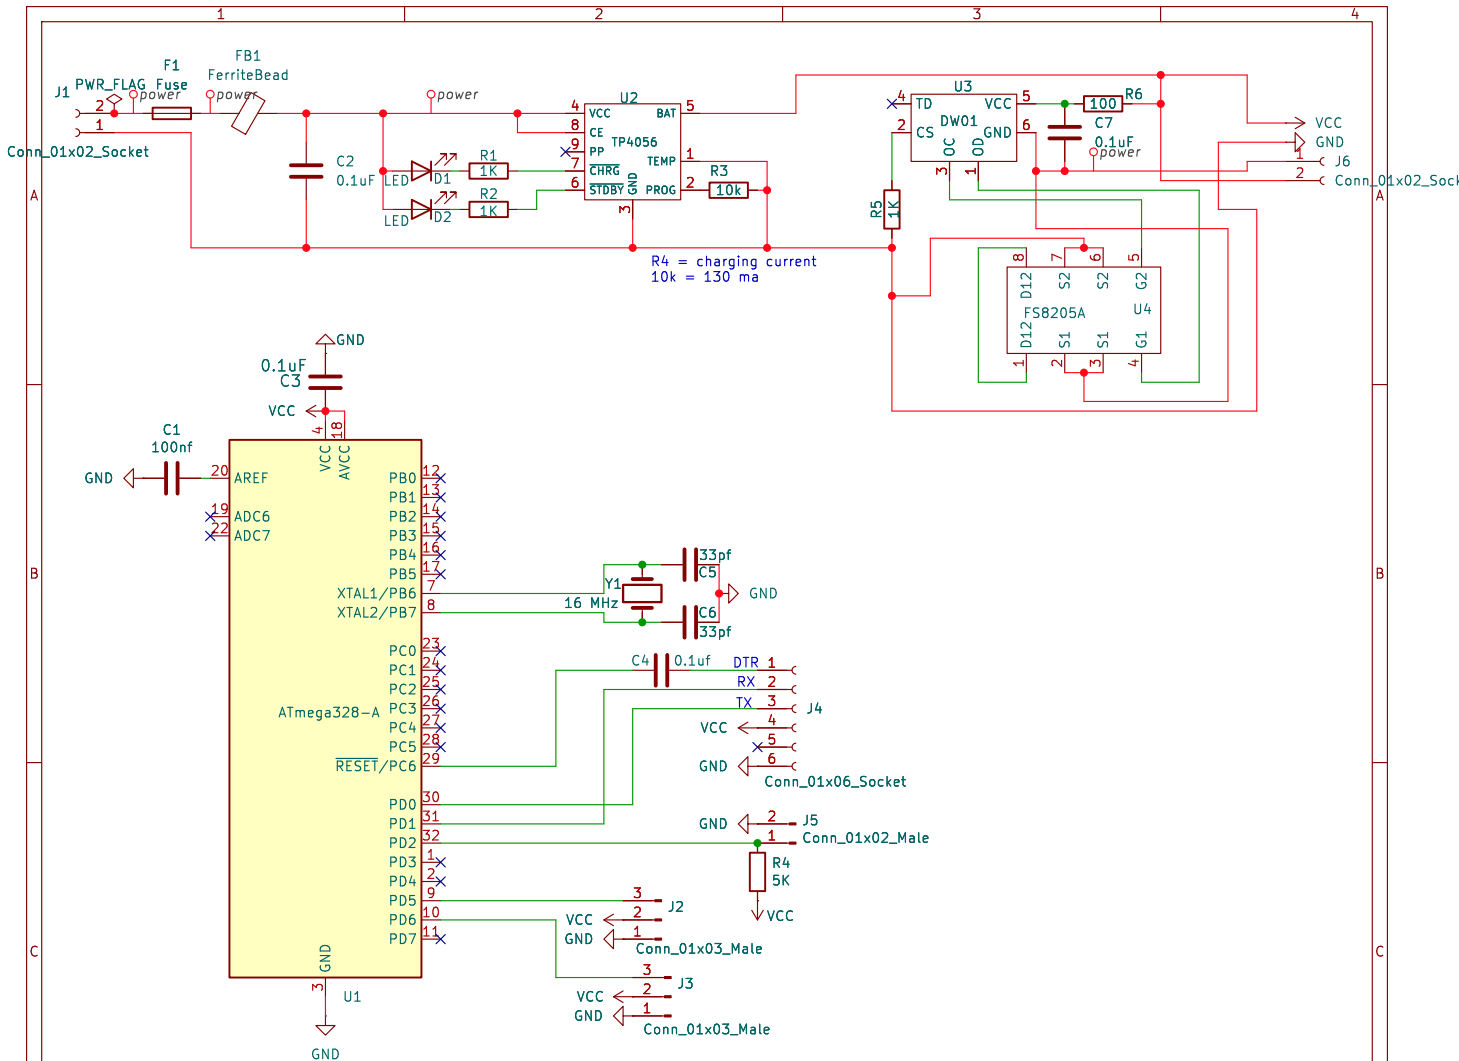 1
2
3
4
A
A
B
B
C
C
J1
PWR_FLAG
F1
Fuse
FB1
FerriteBead
power
power
power
2
1
Conn_01x02_Socket
C2
0.1uF
LED
D1
R1
1K
LED
D2
R2
1K
U2
TP4056
4 VCC
8 CE
9 PP
7 CHRG
6 STDBY
GND
3
BAT 5
TEMP 1
PROG 2
R3
10k
R4 = charging current
10k = 130 ma
U3
DW01
4 TD
2 CS
VCC 5
GND 6
OC
OD
3
1
R5
1K
100
R6
C7
0.1uF
power
VCC
GND
1
J6
2
Conn_01x02_Soc
8
7
6
5
D12
S2
S2
G2
FS8205A
U4
D12
S1
S1
G1
1
2
3
4
GND
0.1uF
C3
VCC
4
18
VCC
AVCC
C1
100nf
GND
20 AREF
19 ADC6
22 ADC7
PB0 12
PB1 13
PB2 14
PB3 15
PB4 16
PB5 17
XTAL1/PB6 7
XTAL2/PB7 8
PC0 23
PC1 24
PC2 25
PC3 26
PC4 27
PC5 28
RESET/PC6 29
ATmega328-A
PD0 30
PD1 31
PD2 32
PD3 1
PD4 2
PD5 9
PD6 10
PD7 11
GND
3
U1
GND
Y1
16 MHz
33pf
C5
C6
33pf
GND
C4
0.1uf
DTR 1
RX 2
TX 3
J4
VCC 4
5
GND 6
Conn_01x06_Socket
GND 2
J5
1
Conn_01x02_Male
R4
5K
VCC
3
J2
VCC 2
GND 1
Conn_01x03_Male
3
J3
VCC 2
GND 1
Conn_01x03_Male